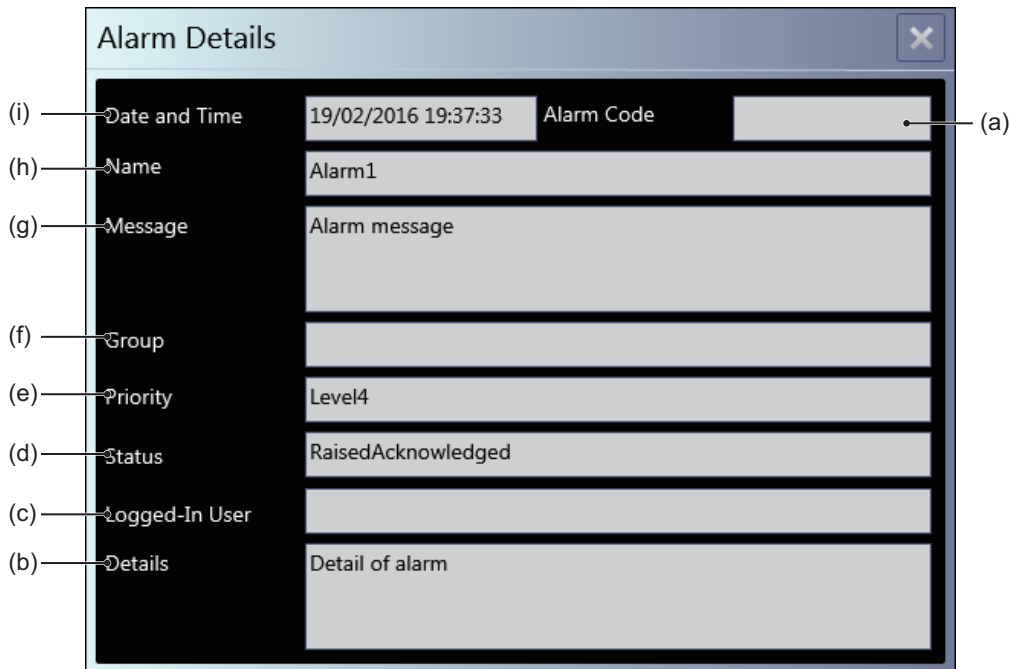 Alarm Details
(i) Date and Time 19/02/2016 19:37:33 Alarm Code (a)
(h) Name Alarm1
(g) Message Alarm message
(f) Group
(e) Priority Level4
(d) Status RaisedAcknowledged
(c) Logged-In User
(b) Details Detail of alarm